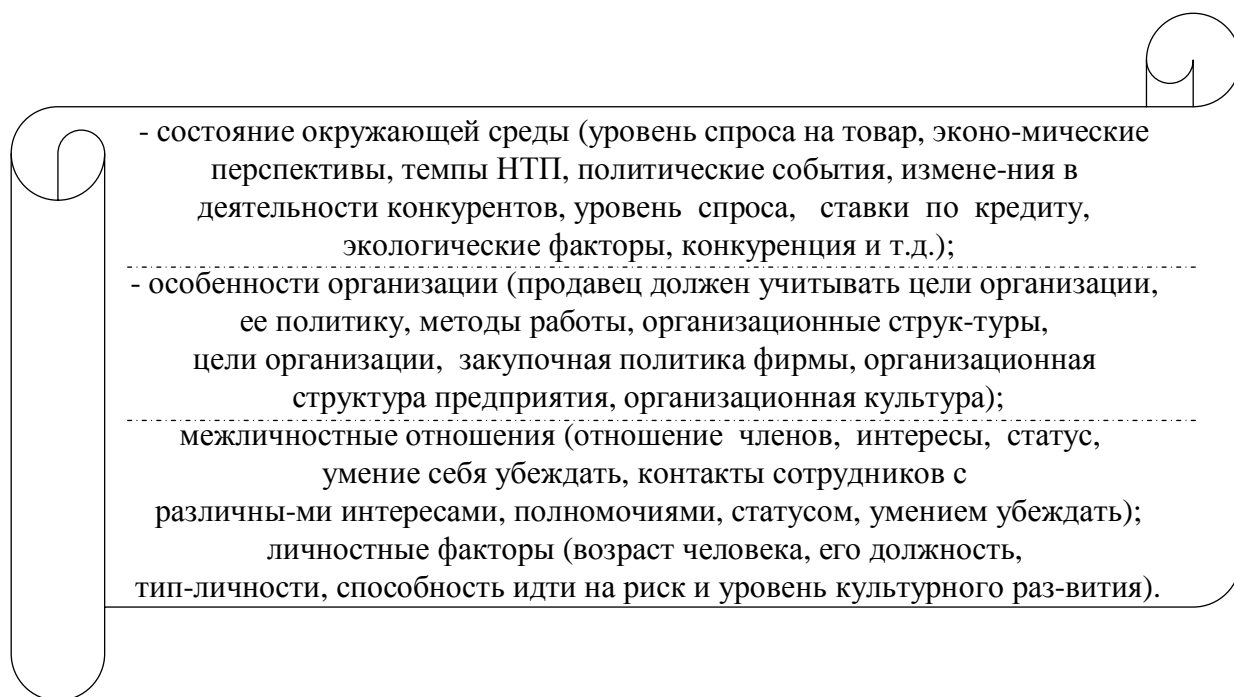 - состояние окружающей среды (уровень спроса на товар, эконо-мические
перспективы, темпы НТП, политические события, измене-ния в
деятельности конкурентов, уровень спроса, ставки по кредиту,
экологические факторы, конкуренция и т.д.);
- особенности организации (продавец должен учитывать цели организации,
ее политику, методы работы, организационные струк-туры,
цели организации, закупочная политика фирмы, организационная
структура предприятия, организационная культура);
межличностные отношения (отношение членов, интересы, статус,
умение себя убеждать, контакты сотрудников с
различны-ми интересами, полномочиями, статусом, умением убеждать);
личностные факторы (возраст человека, его должность,
тип-личности, способность идти на риск и уровень культурного раз-вития).